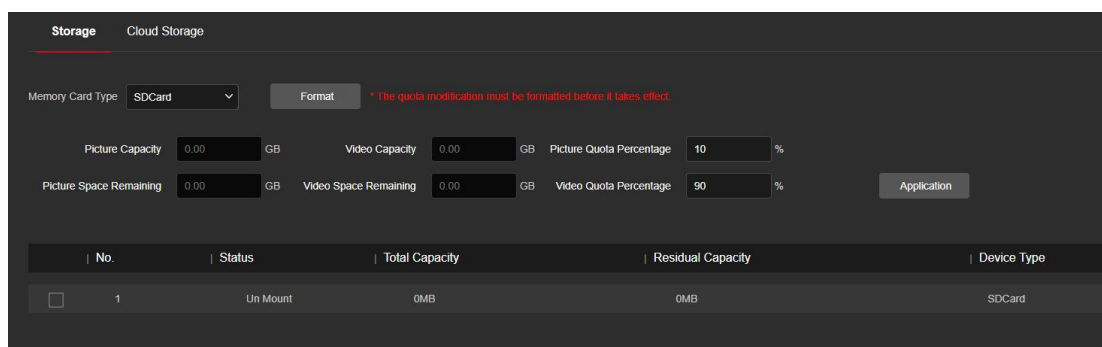 Storage Cloud Storage
Memory Card Type SDCard Format * The quota modification must be formatted before it takes effect.
Picture Capacity 0.00 GB Video Capacity 0.00 GB Picture Quota Percentage 10 %
Picture Space Remaining 0.00 GB Video Space Remaining 0.00 GB Video Quota Percentage 90 % Application
No. Status Total Capacity Residual Capacity Device Type
1 Un Mount 0MB 0MB SDCard